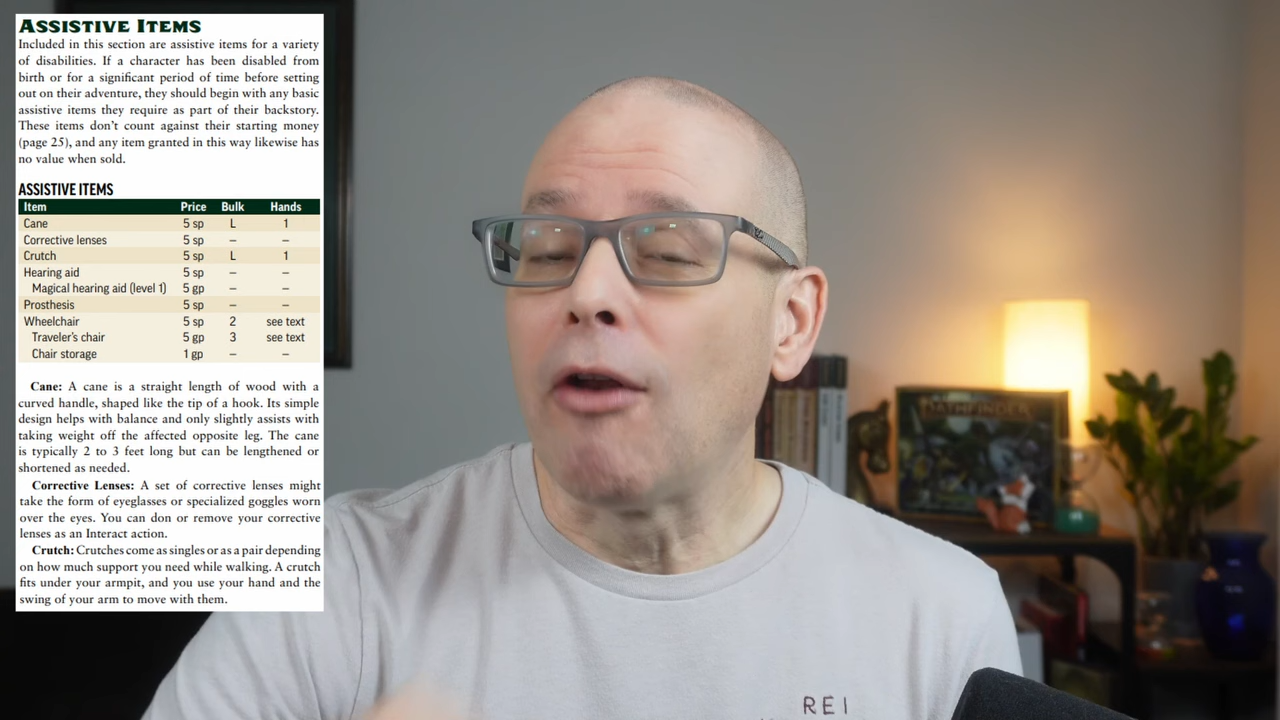 ASSISTIVE ITEMS
Included in this section are assistive items for a variety
of disabilities. If a character has been disabled from
birth or for a significant period of time before setting
out on their adventure, they should begin with any basic
assistive items they require as part of their backstory.
These items don't count against their starting money
(page 25), and any item granted in this way likewise has
no value when sold.
ASSISTIVE ITEMS
Item Price Bulk Hands
Cane 5 sp L 1
Corrective lenses 5 sp – –
Crutch 5 sp L 1
Hearing aid 5 sp – –
Magical hearing aid (level 1) 5 gp – –
Prosthesis 5 sp – –
Wheelchair 5 sp 2 see text
Traveler's chair 5 gp 3 see text
Chair storage 1 gp – –
Cane: A cane is a straight length of wood with a
curved handle, shaped like the tip of a hook. Its simple
design helps with balance and only slightly assists with
taking weight off the affected opposite leg. The cane
is typically 2 to 3 feet long but can be lengthened or
shortened as needed.
Corrective Lenses: A set of corrective lenses might
take the form of eyeglasses or specialized goggles worn
over the eyes. You can don or remove your corrective
lenses as an Interact action.
Crutch: Crutches come as singles or as a pair depending
on how much support you need while walking. A crutch
fits under your armpit, and you use your hand and the
swing of your arm to move with them.
PATHFINDER
REI